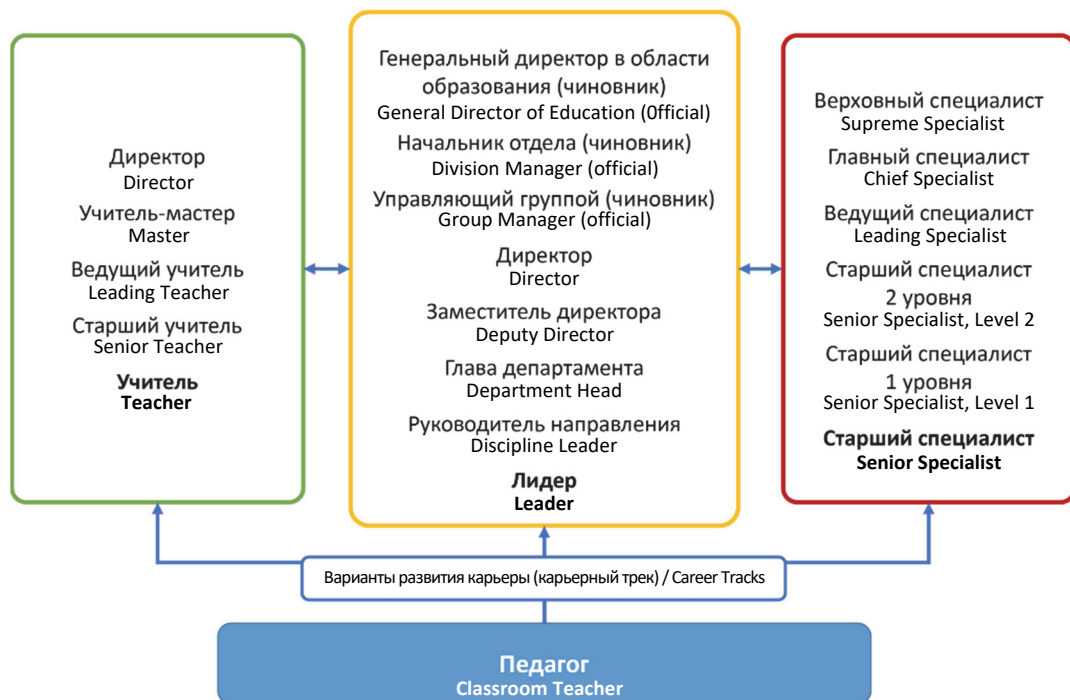 Директор
Director
Учитель-мастер
Master
Ведущий учитель
Leading Teacher
Старший учитель
Senior Teacher
Учитель
Teacher
Генеральный директор в области
образования (чиновник)
General Director of Education (0fficial)
Начальник отдела (чиновник)
Division Manager (official)
Управляющий группой (чиновник)
Group Manager (official)
Директор
Director
Заместитель директора
Deputy Director
Глава департамента
Department Head
Руководитель направления
Discipline Leader
Лидер
Leader
Верховный специалист
Supreme Specialist
Главный специалист
Chief Specialist
Ведущий специалист
Leading Specialist
Старший специалист
2 уровня
Senior Specialist, Level 2
Старший специалист
1 уровня
Senior Specialist, Level 1
Старший специалист
Senior Specialist
Варианты развития карьеры (карьерный трек) / Career Tracks
Педагог
Classroom Teacher